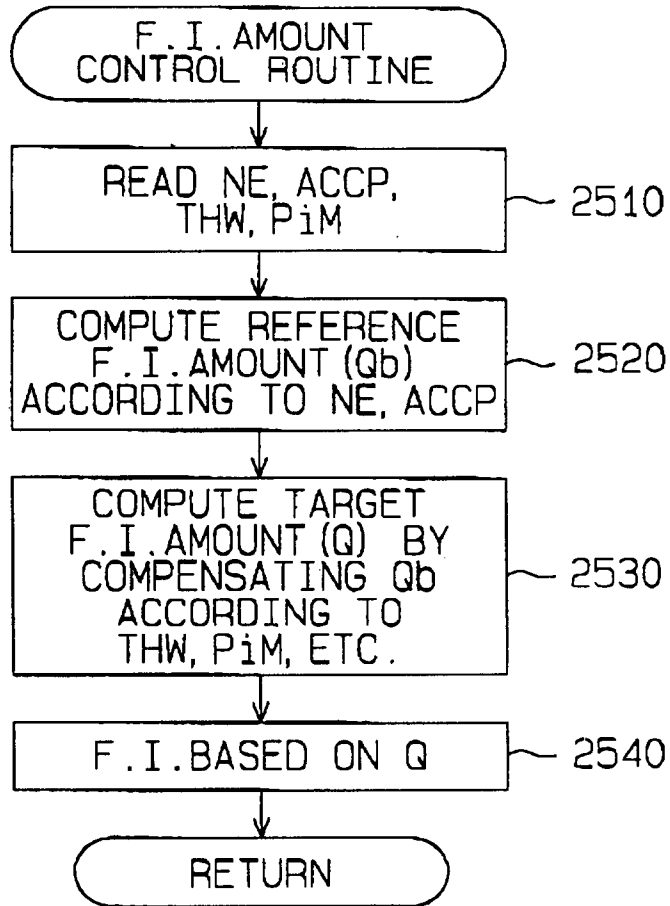 F.I.AMOUNT
CONTROL ROUTINE
READ NE, ACCP,
THW, PiM
2510
COMPUTE REFERENCE
F.I.AMOUNT (Qb)
ACCORDING TO NE, ACCP
2520
COMPUTE TARGET
F.I.AMOUNT (Q) BY
COMPENSATING Qb
ACCORDING TO
THW, PiM, ETC.
2530
F.I.BASED ON Q
2540
RETURN